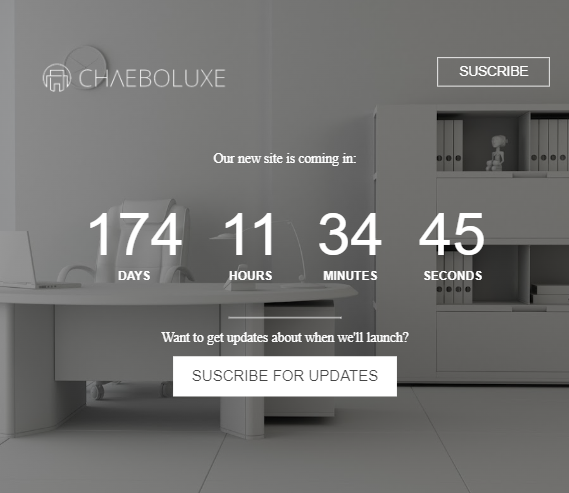 CHAEBOLUXE
SUSCRIBE
Our new site is coming in:
174 11 34 45
DAYS HOURS MINUTES SECONDS
Want to get updates about when we'll launch?
SUSCRIBE FOR UPDATES